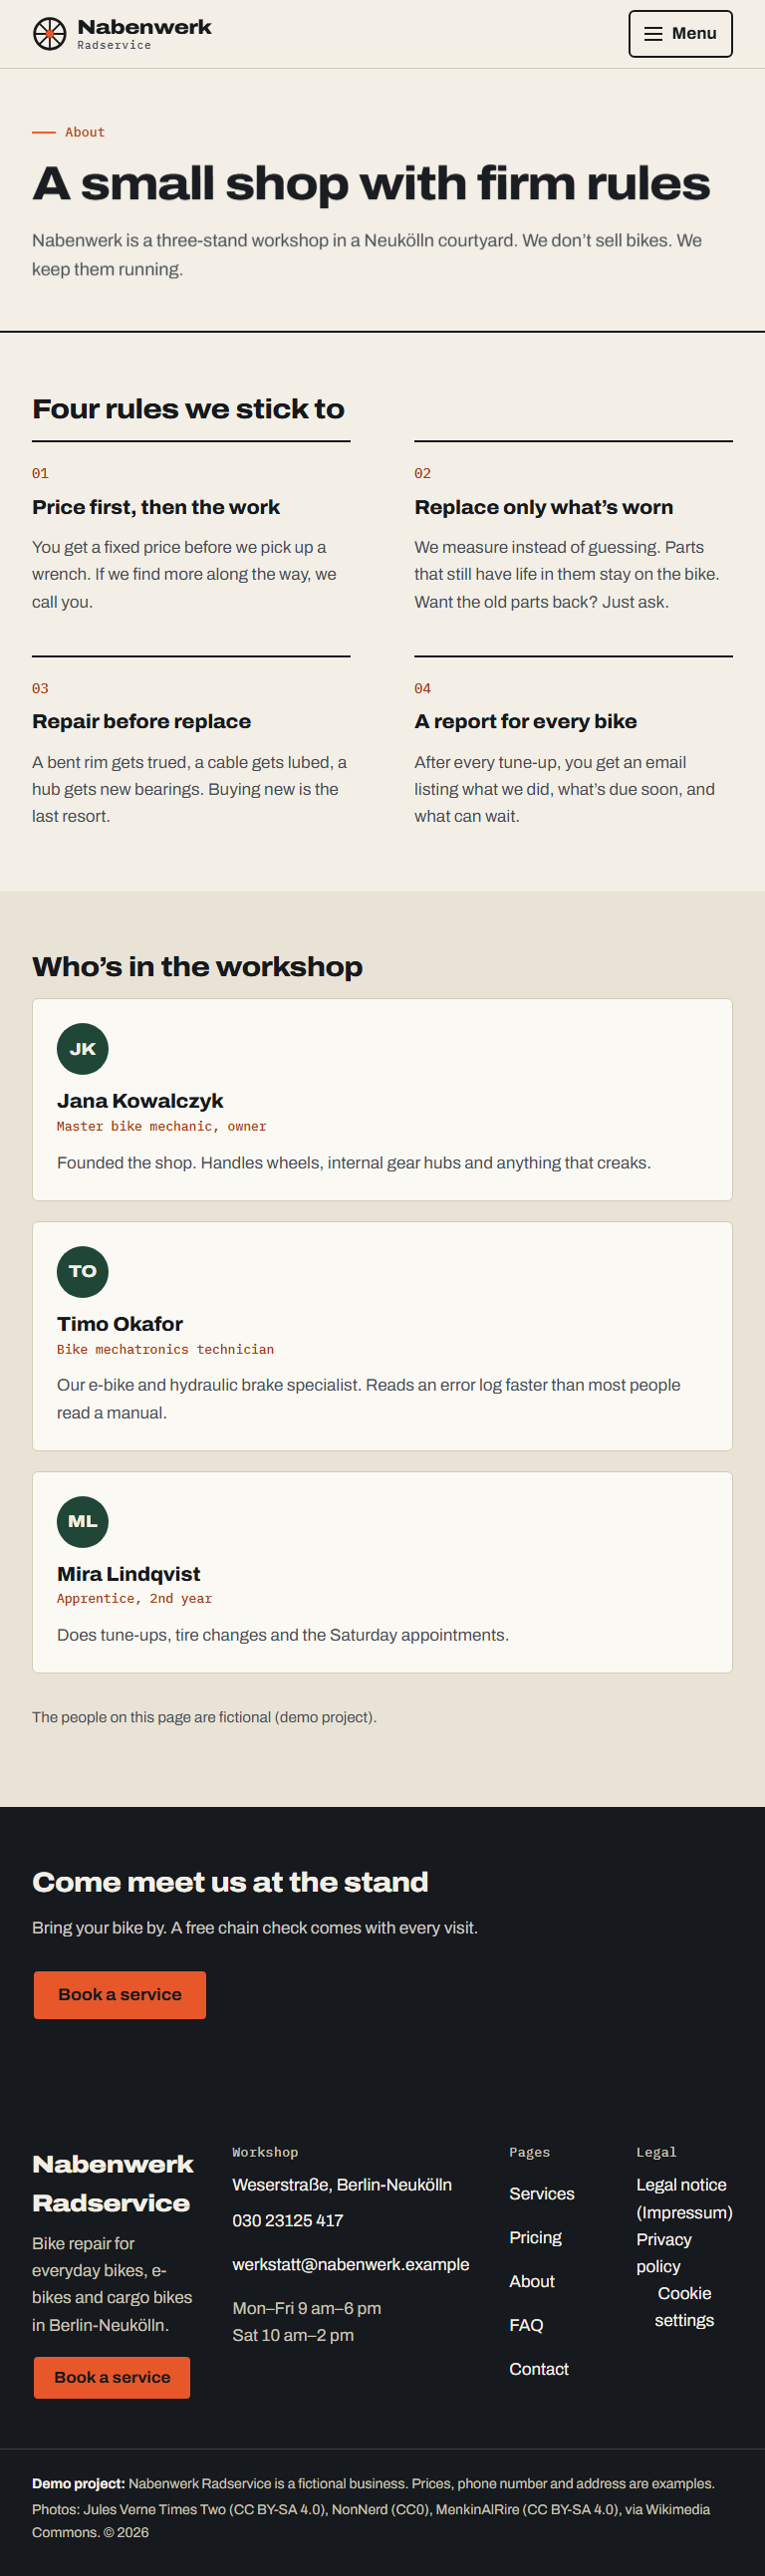 Nabenwerk
Radservice
Menu
About
A small shop with firm rules
Nabenwerk is a three-stand workshop in a Neukölln courtyard. We don’t sell bikes. We
keep them running.
Four rules we stick to
01
Price first, then the work
You get a fixed price before we pick up a
wrench. If we find more along the way, we
call you.
02
Replace only what’s worn
We measure instead of guessing. Parts
that still have life in them stay on the bike.
Want the old parts back? Just ask.
03
Repair before replace
A bent rim gets trued, a cable gets lubed, a
hub gets new bearings. Buying new is the
last resort.
04
A report for every bike
After every tune-up, you get an email
listing what we did, what’s due soon, and
what can wait.
Who’s in the workshop
JK
Jana Kowalczyk
Master bike mechanic, owner
Founded the shop. Handles wheels, internal gear hubs and anything that creaks.
TO
Timo Okafor
Bike mechatronics technician
Our e-bike and hydraulic brake specialist. Reads an error log faster than most people
read a manual.
ML
Mira Lindqvist
Apprentice, 2nd year
Does tune-ups, tire changes and the Saturday appointments.
The people on this page are fictional (demo project).
Come meet us at the stand
Bring your bike by. A free chain check comes with every visit.
Book a service
Nabenwerk
Radservice
Bike repair for
everyday bikes, e-
bikes and cargo bikes
in Berlin-Neukölln.
Book a service
Workshop
Weserstraße, Berlin-Neukölln
030 23125 417
werkstatt@nabenwerk.example
Mon–Fri 9 am–6 pm
Sat 10 am–2 pm
Pages
Services
Pricing
About
FAQ
Contact
Legal
Legal notice
(Impressum)
Privacy
policy
Cookie
settings
Demo project: Nabenwerk Radservice is a fictional business. Prices, phone number and address are examples.
Photos: Jules Verne Times Two (CC BY-SA 4.0), NonNerd (CC0), MenkinAlRire (CC BY-SA 4.0), via Wikimedia
Commons. © 2026